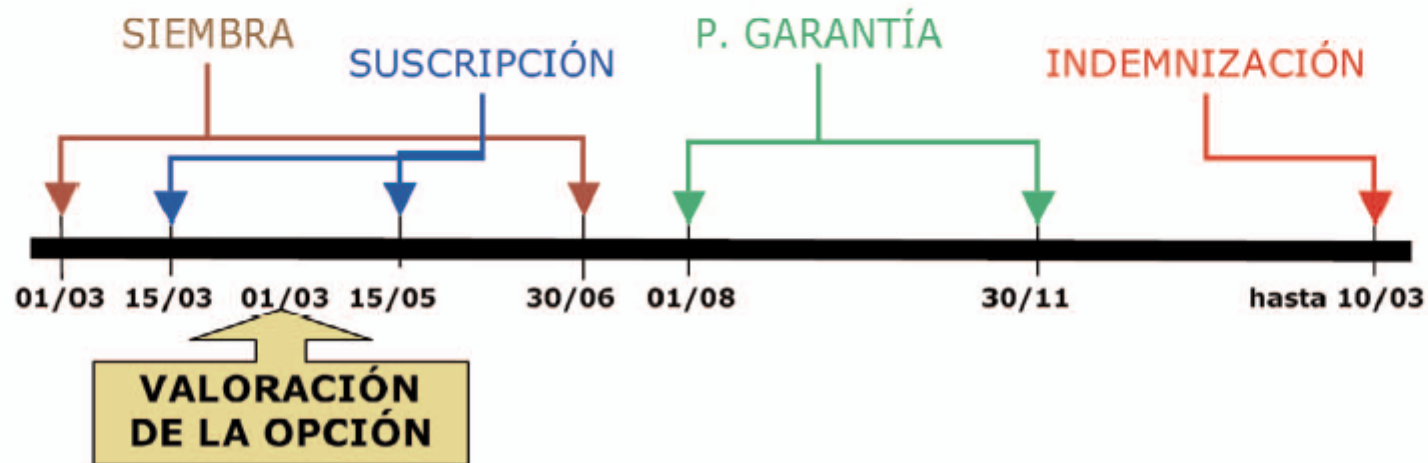 SIEMBRA
P. GARANTÍA
SUSCRIPCIÓN
INDEMNIZACIÓN
01/03 15/03 01/03 15/05 30/06 01/08 30/11 hasta 10/03
VALORACIÓN
DE LA OPCIÓN